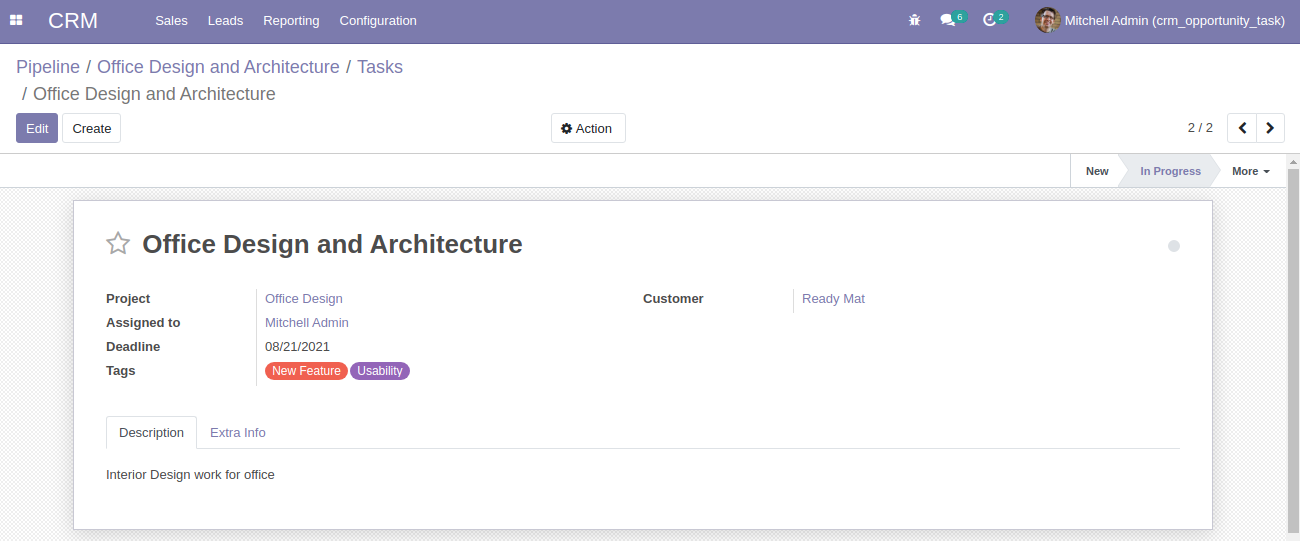 CRM Sales Leads Reporting Configuration 6 2 Mitchell Admin (crm_opportunity_task)
Pipeline / Office Design and Architecture / Tasks
/ Office Design and Architecture
Edit Create Action 2 / 2
New In Progress More
Office Design and Architecture
Project Office Design Customer Ready Mat
Assigned to Mitchell Admin
Deadline 08/21/2021
Tags New Feature Usability
Description Extra Info
Interior Design work for office